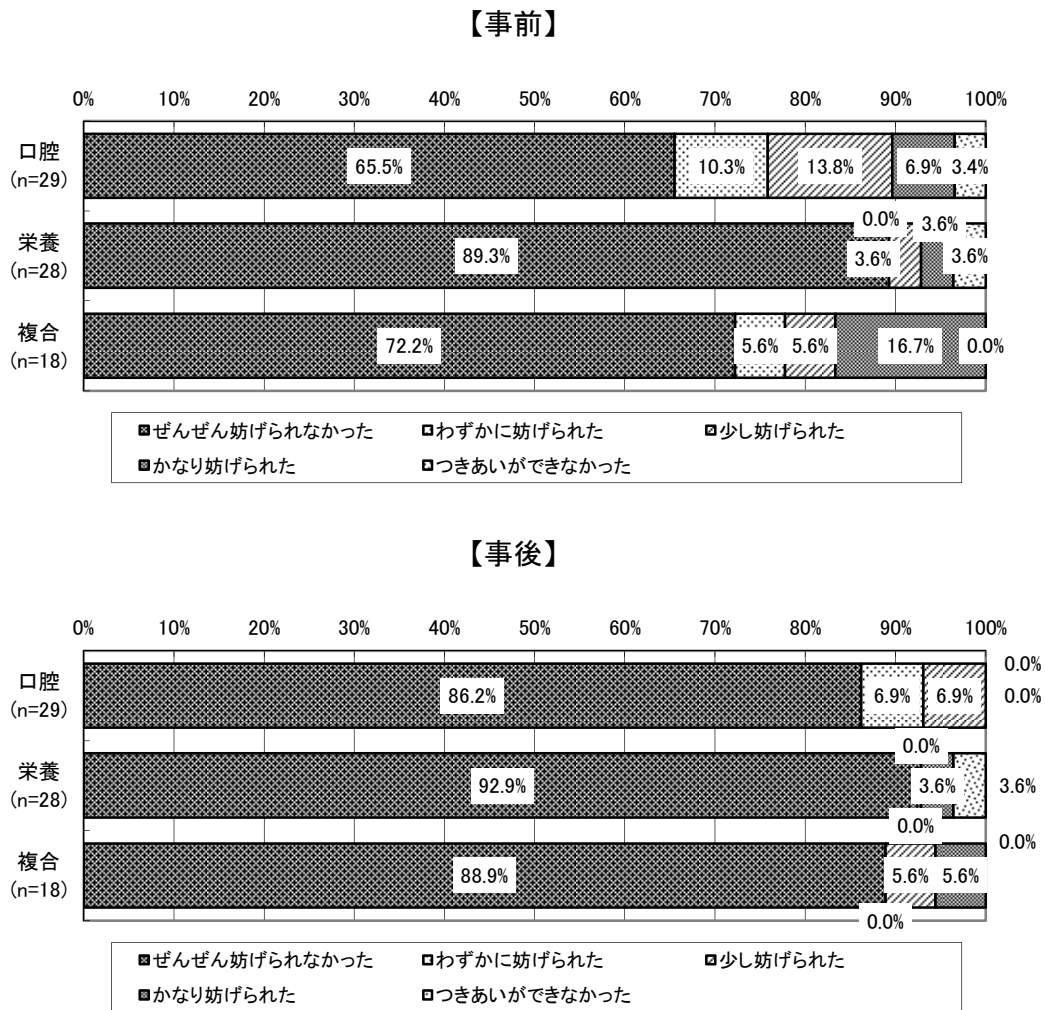 【事前】
0% 10% 20% 30% 40% 50% 60% 70% 80% 90% 100%
口腔
(n=29)
65.5% 10.3% 13.8% 6.9% 3.4%
0.0% 3.6%
栄養
(n=28)
89.3% 3.6% 3.6%
複合
(n=18)
72.2% 5.6% 5.6% 16.7% 0.0%
ぜんぜん妨げられなかった わずかに妨げられた 少し妨げられた
かなり妨げられた つきあいができなかった
【事後】
0% 10% 20% 30% 40% 50% 60% 70% 80% 90% 100%
0.0%
口腔
(n=29)
86.2% 6.9% 6.9% 0.0%
0.0%
栄養
(n=28)
92.9% 3.6% 3.6%
0.0%
0.0%
複合
(n=18)
88.9% 5.6% 5.6%
0.0%
ぜんぜん妨げられなかった わずかに妨げられた 少し妨げられた
かなり妨げられた つきあいができなかった